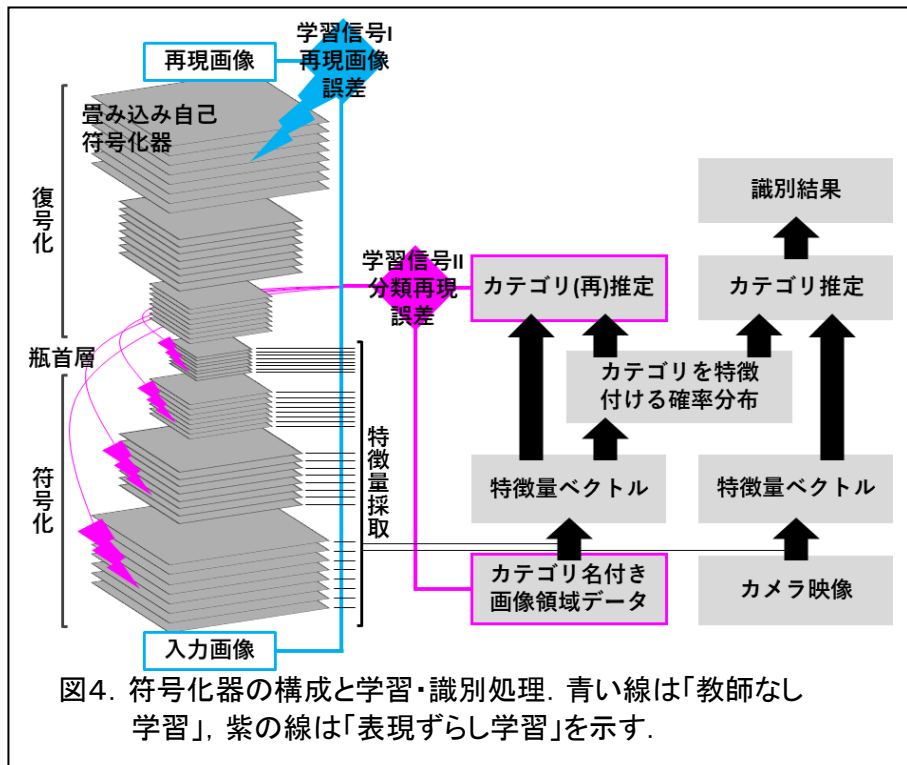 学習信号I
再現画像
誤差
再現画像
畳み込み自己
符号化器
復号化
瓶首層
符号化
特徴量採取
入力画像
学習信号II
分類再現
誤差
カテゴリ(再)推定
識別結果
カテゴリ推定
カテゴリを特徴
付ける確率分布
特徴量ベクトル
特徴量ベクトル
カテゴリ名付き
画像領域データ
カメラ映像
図4．符号化器の構成と学習・識別処理．青い線は「教師なし
学習」，紫の線は「表現ずらし学習」を示す．